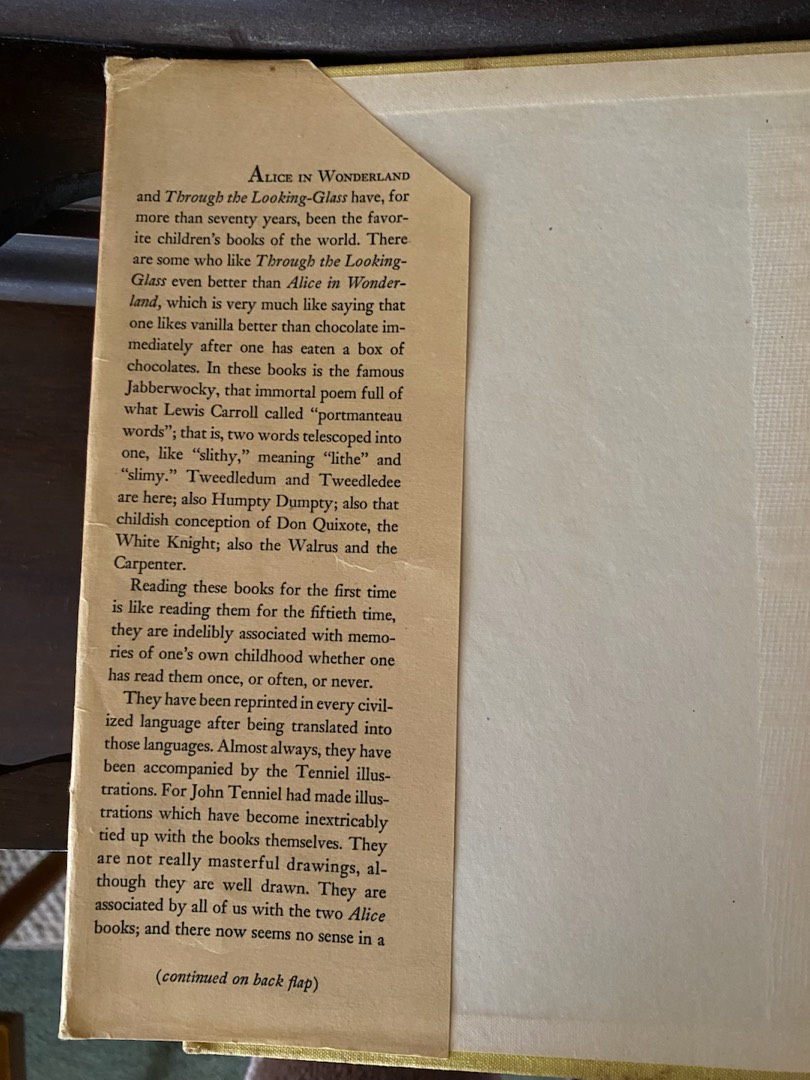 ALICE IN WONDERLAND
and Through the Looking-Glass have, for
more than seventy years, been the favor-
ite children's books of the world. There
are some who like Through the Looking-
Glass even better than Alice in Wonder-
land, which is very much like saying that
one likes vanilla better than chocolate im-
mediately after one has eaten a box of
chocolates. In these books is the famous
Jabberwocky, that immortal poem full of
what Lewis Carroll called “portmanteau
words”; that is, two words telescoped into
one, like “slithy,” meaning “lithe” and
“slimy.” Tweedledum and Tweedledee
are here; also Humpty Dumpty; also that
childish conception of Don Quixote, the
White Knight; also the Walrus and the
Carpenter.
Reading these books for the first time
is like reading them for the fiftieth time,
they are indelibly associated with memo-
ries of one's own childhood whether one
has read them once, or often, or never.
They have been reprinted in every civil-
ized language after being translated into
those languages. Almost always, they have
been accompanied by the Tenniel illus-
trations. For John Tenniel had made illus-
trations which have become inextricably
tied up with the books themselves. They
are not really masterful drawings, al-
though they are well drawn. They are
associated by all of us with the two Alice
books; and there now seems no sense in a
(continued on back flap)